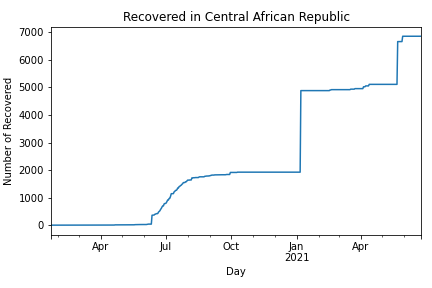 Recovered in Central African Republic
7000
6000
5000
4000
3000
2000
1000
0
Number of Recovered
Apr
Jul
Oct
Jan
2021
Apr
Day